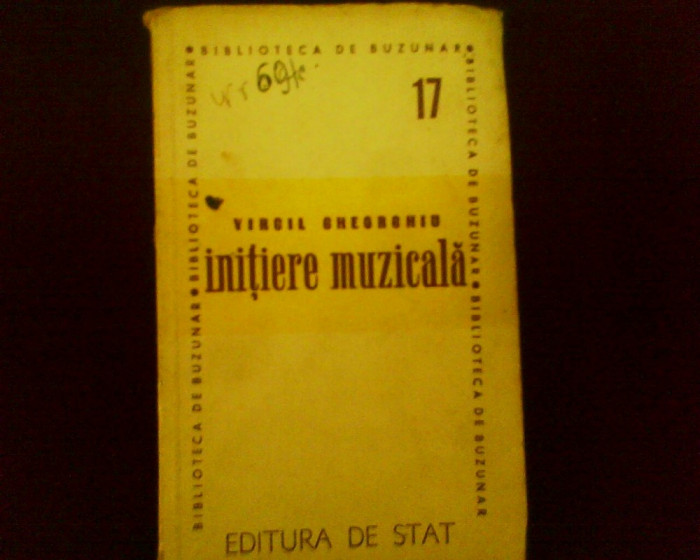 BIBLIOTECA DE BUZUNAR
17
VIRGIL GHEORGHIU
inițiere muzicală
EDITURA DE STAT
BIBLIOTECA DE BUZUNAR • BIBLIOTECA DE BUZUNAR
BIBLIOTECA DE BUZUNAR • BIBLIOTECA DE BUZUNAR